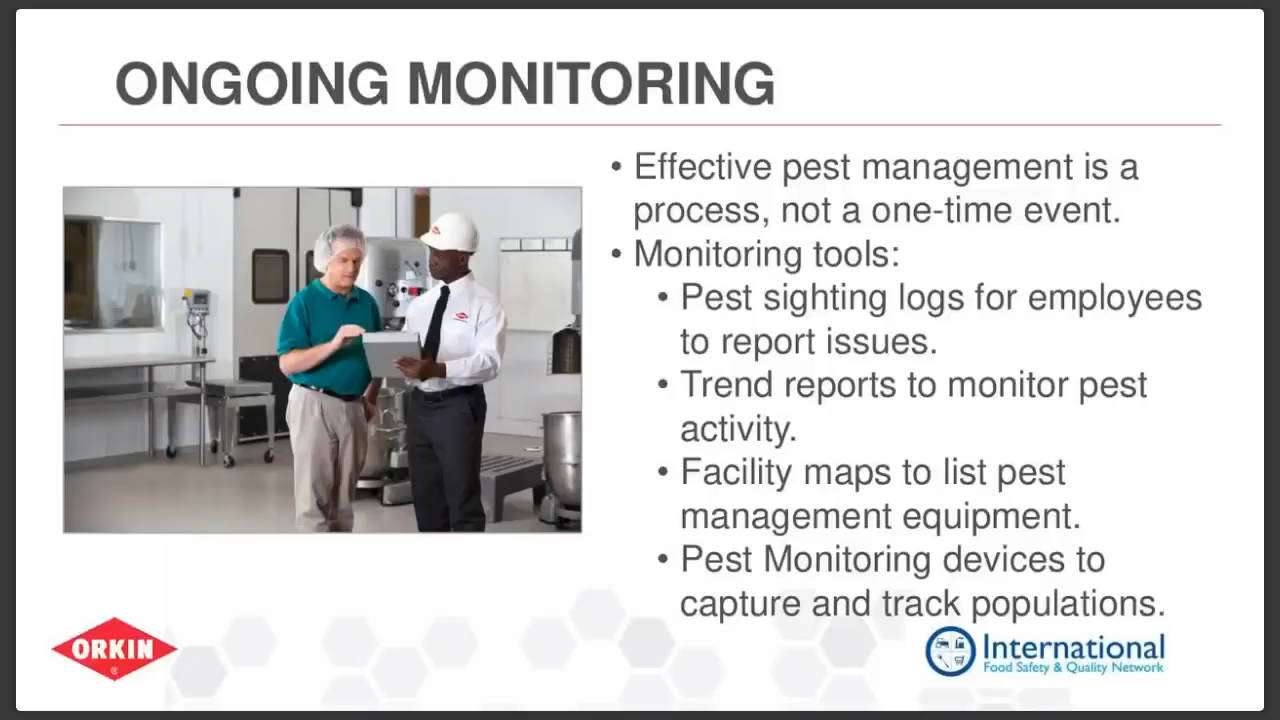 ONGOING MONITORING
• Effective pest management is a
process, not a one-time event.
• Monitoring tools:
• Pest sighting logs for employees
to report issues.
• Trend reports to monitor pest
activity.
• Facility maps to list pest
management equipment.
• Pest Monitoring devices to
capture and track populations.
ORKIN
®
International
Food Safety & Quality Network